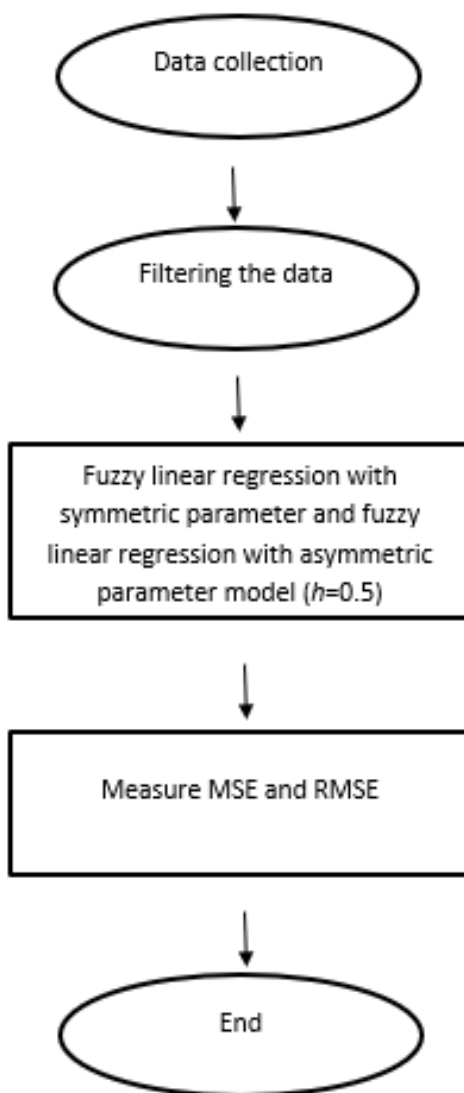 Data collection
Filtering the data
Fuzzy linear regression with
symmetric parameter and fuzzy
linear regression with asymmetric
parameter model (h=0.5)
Measure MSE and RMSE
End